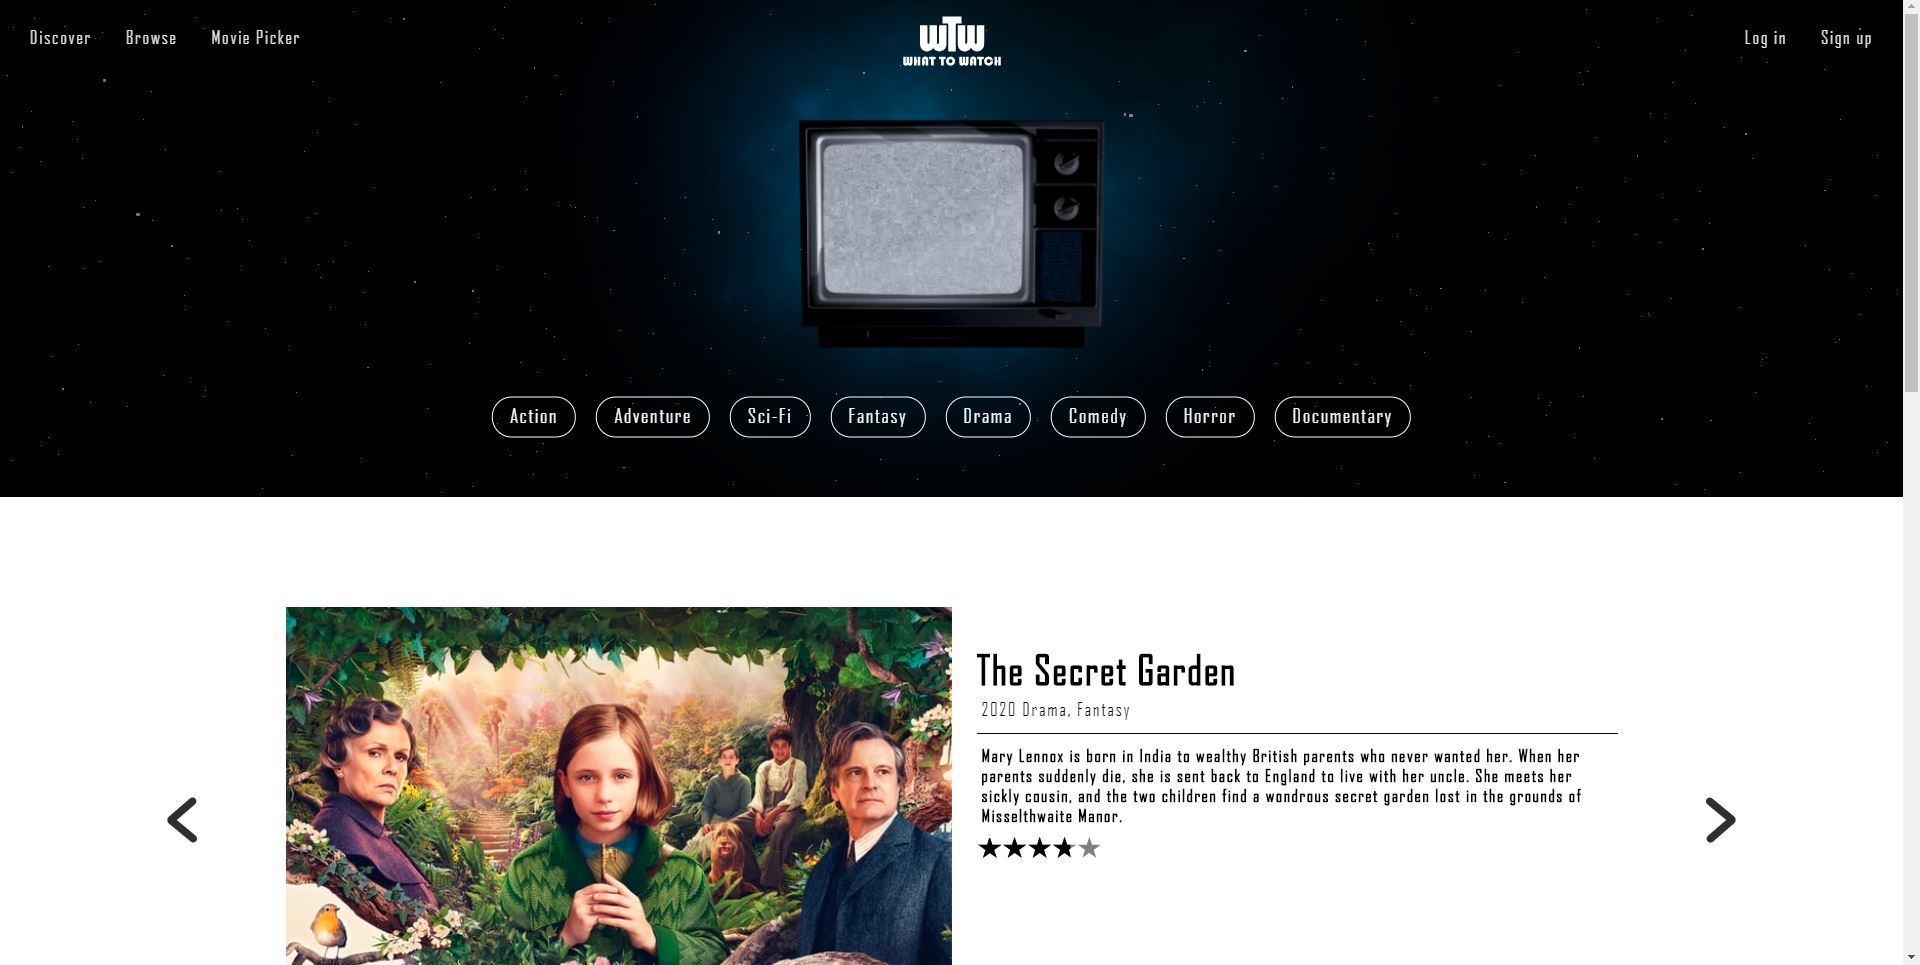 Discover Browse Movie Picker
WTW
WHAT TO WATCH
Log in Sign up
Action Adventure Sci-Fi Fantasy Drama Comedy Horror Documentary
The Secret Garden
2020 Drama, Fantasy
Mary Lennox is born in India to wealthy British parents who never wanted her. When her
parents suddenly die, she is sent back to England to live with her uncle. She meets her
sickly cousin, and the two children find a wondrous secret garden lost in the grounds of
Misselthwaite Manor.